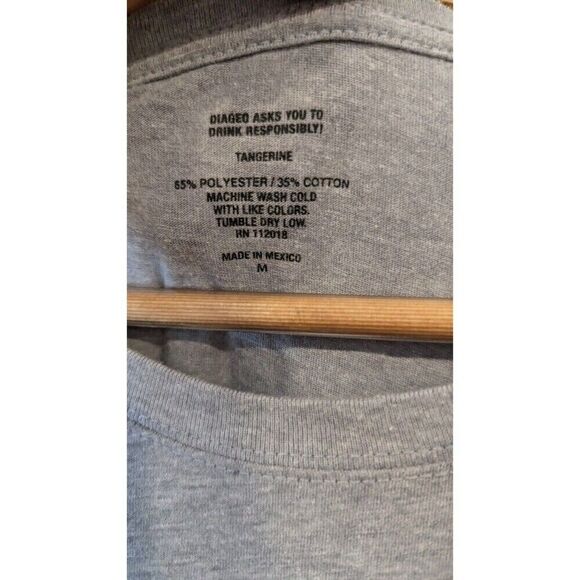 DIAGEO ASKS YOU TO
DRINK RESPONSIBLY!
TANGERINE
65% POLYESTER / 35% COTTON
MACHINE WASH COLD
WITH LIKE COLORS.
TUMBLE DRY LOW.
RN 112018
MADE IN MEXICO
M